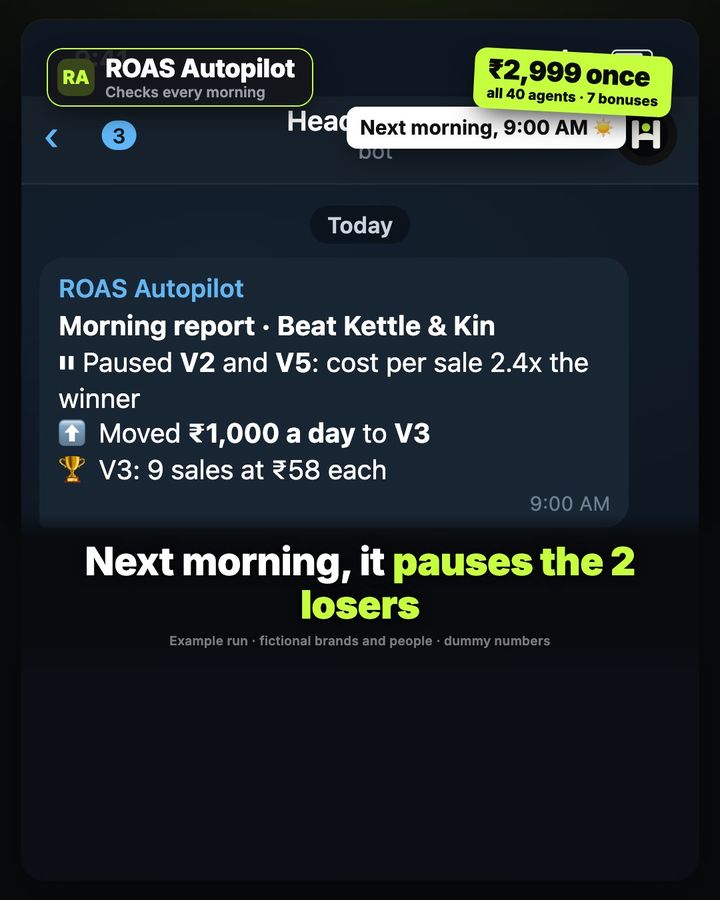 9:41
RA
ROAS Autopilot
Checks every morning
₹2,999 once
all 40 agents · 7 bonuses
3
Next morning, 9:00 AM ☀️
bot
Today
ROAS Autopilot
Morning report · Beat Kettle & Kin
⏸ Paused V2 and V5: cost per sale 2.4x the
winner
⬆️ Moved ₹1,000 a day to V3
🏆 V3: 9 sales at ₹58 each
9:00 AM
Next morning, it pauses the 2
losers
Example run · fictional brands and people · dummy numbers